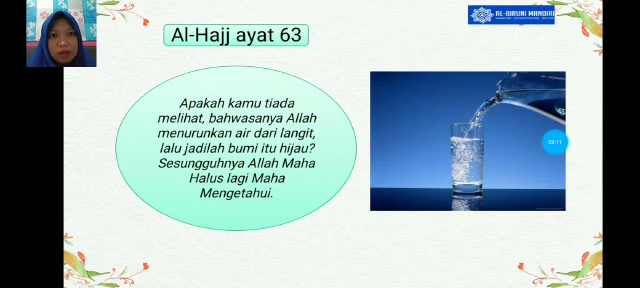 AL-BIRUNI MANDIRI
Al-Hajj ayat 63
Apakah kamu tiada
melihat, bahwasanya Allah
menurunkan air dari langit,
lalu jadilah bumi itu hijau?
Sesungguhnya Allah Maha
Halus lagi Maha
Mengetahui.
03:11